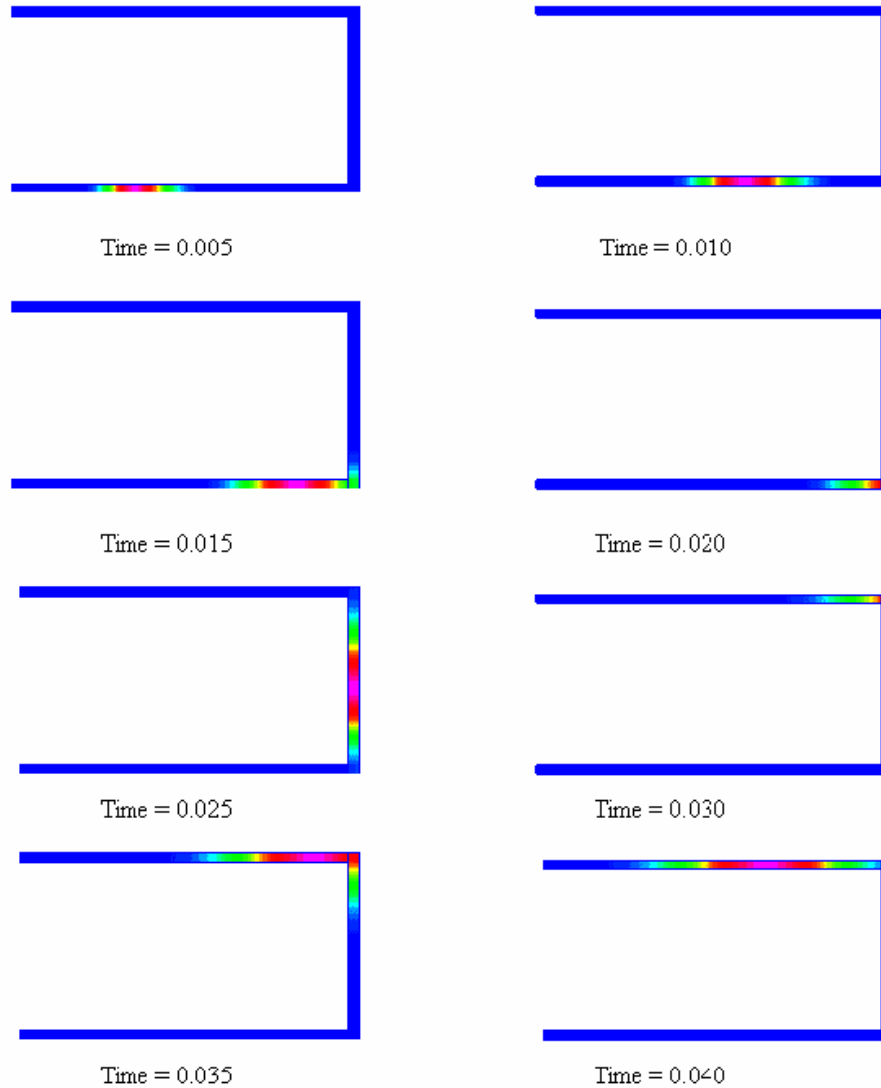 Time = 0.005
Time = 0.010
Time = 0.015
Time = 0.020
Time = 0.025
Time = 0.030
Time = 0.035
Time = 0.040